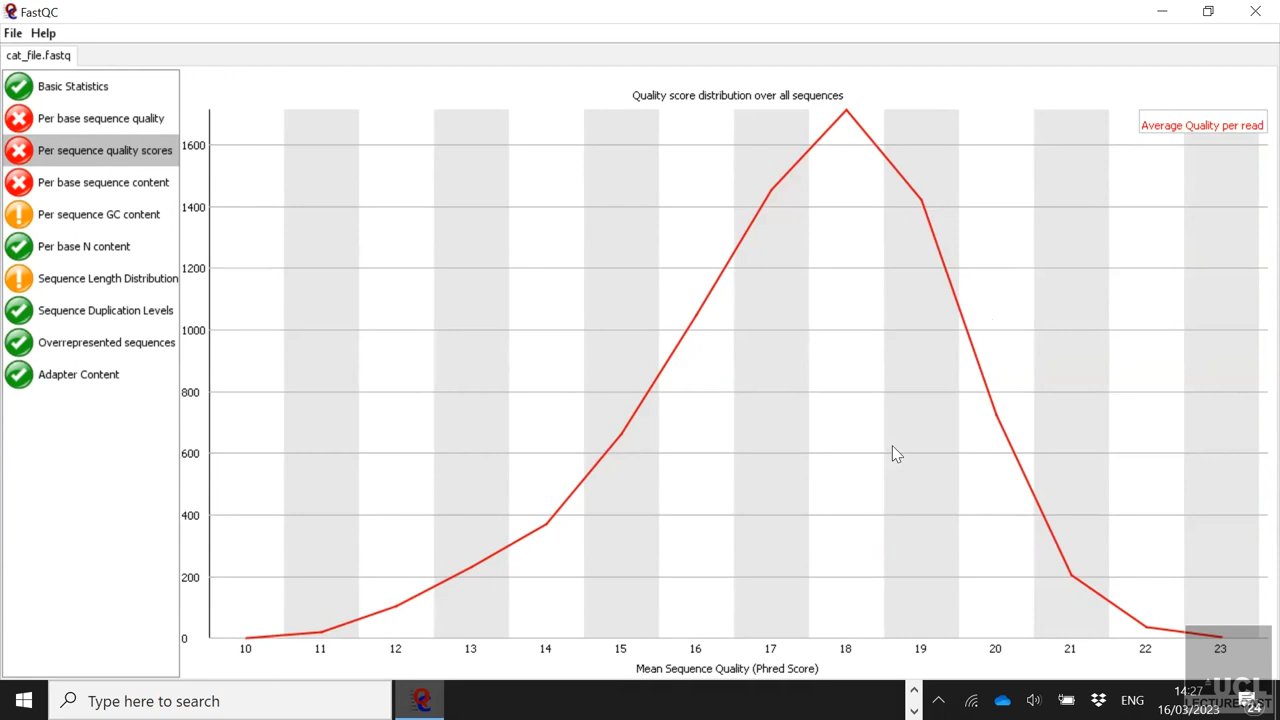 FastQC
File Help
cat_file.fastq
Basic Statistics
Per base sequence quality
Per sequence quality scores
Per base sequence content
Per sequence GC content
Per base N content
Sequence Length Distribution
Sequence Duplication Levels
Overrepresented sequences
Adapter Content
Quality score distribution over all sequences
Average Quality per read
1600
1400
1200
1000
800
600
400
200
0
10 11 12 13 14 15 16 17 18 19 20 21 22 23
Mean Sequence Quality (Phred Score)
Type here to search
ENG
14:27
16/03/2023
24
UCL
LECTURECAST